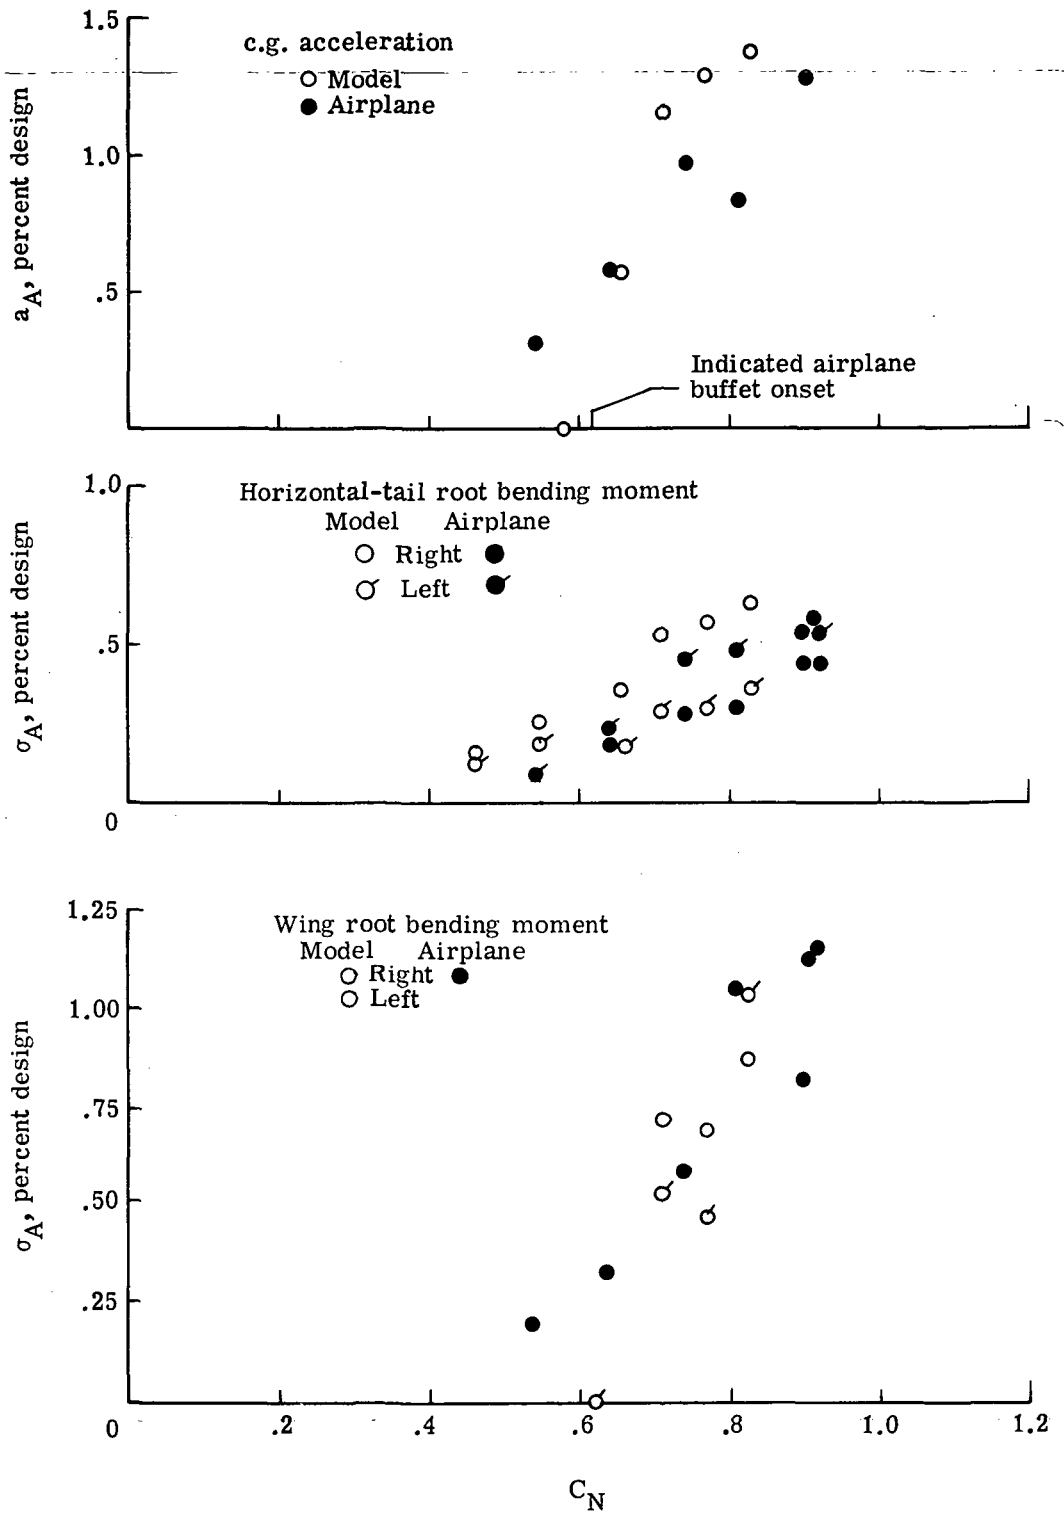 1.5
c.g. acceleration
Model
Airplane
1.0
.5
a_A, percent design
Indicated airplane
buffet onset
1.0
Horizontal-tail root bending moment
Model Airplane
Right
Left
.5
σ_A, percent design
0
1.25
Wing root bending moment
Model Airplane
Right
Left
1.00
.75
.50
.25
σ_A, percent design
0 .2 .4 .6 .8 1.0 1.2
C_N